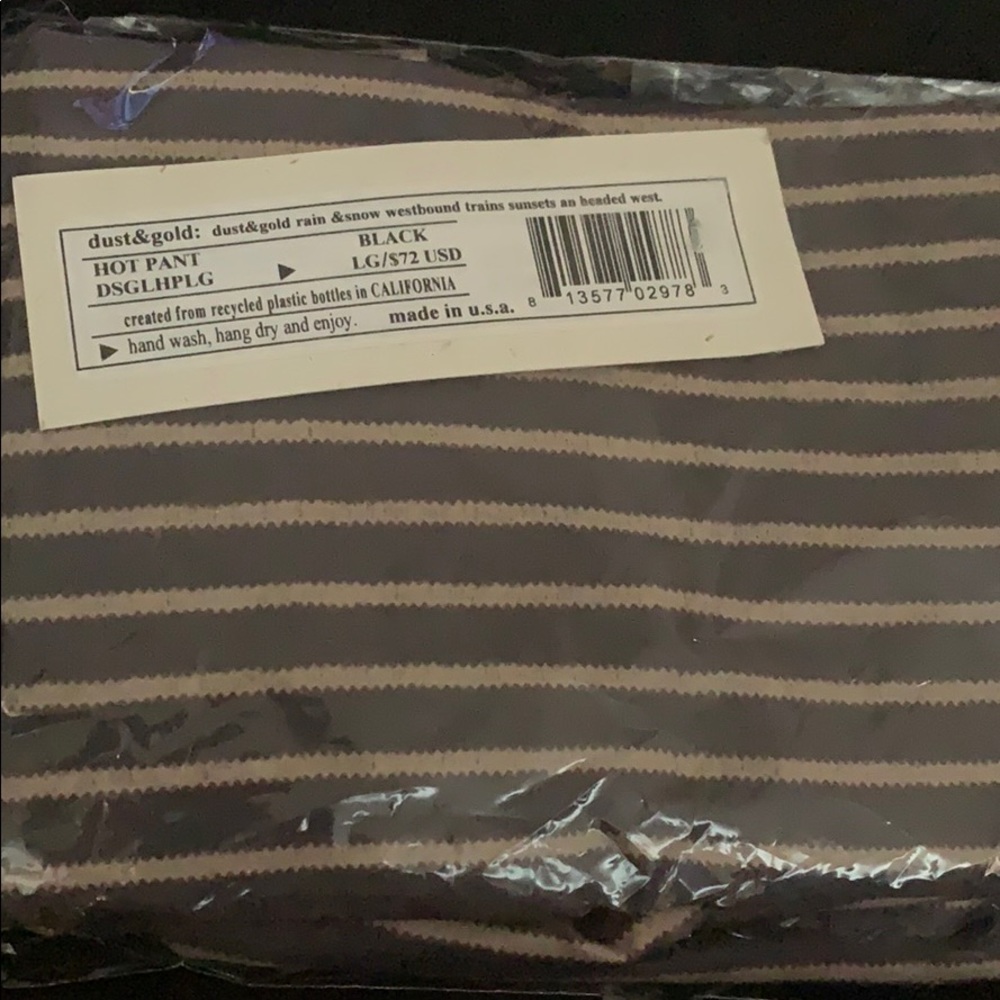 dust&gold: dust&gold rain &snow westbound trains sunsets an headed west.
HOT PANT BLACK
DSGLHPLG LG/$72 USD
created from recycled plastic bottles in CALIFORNIA
hand wash, hang dry and enjoy. made in u.s.a.
8 13577 02978 3